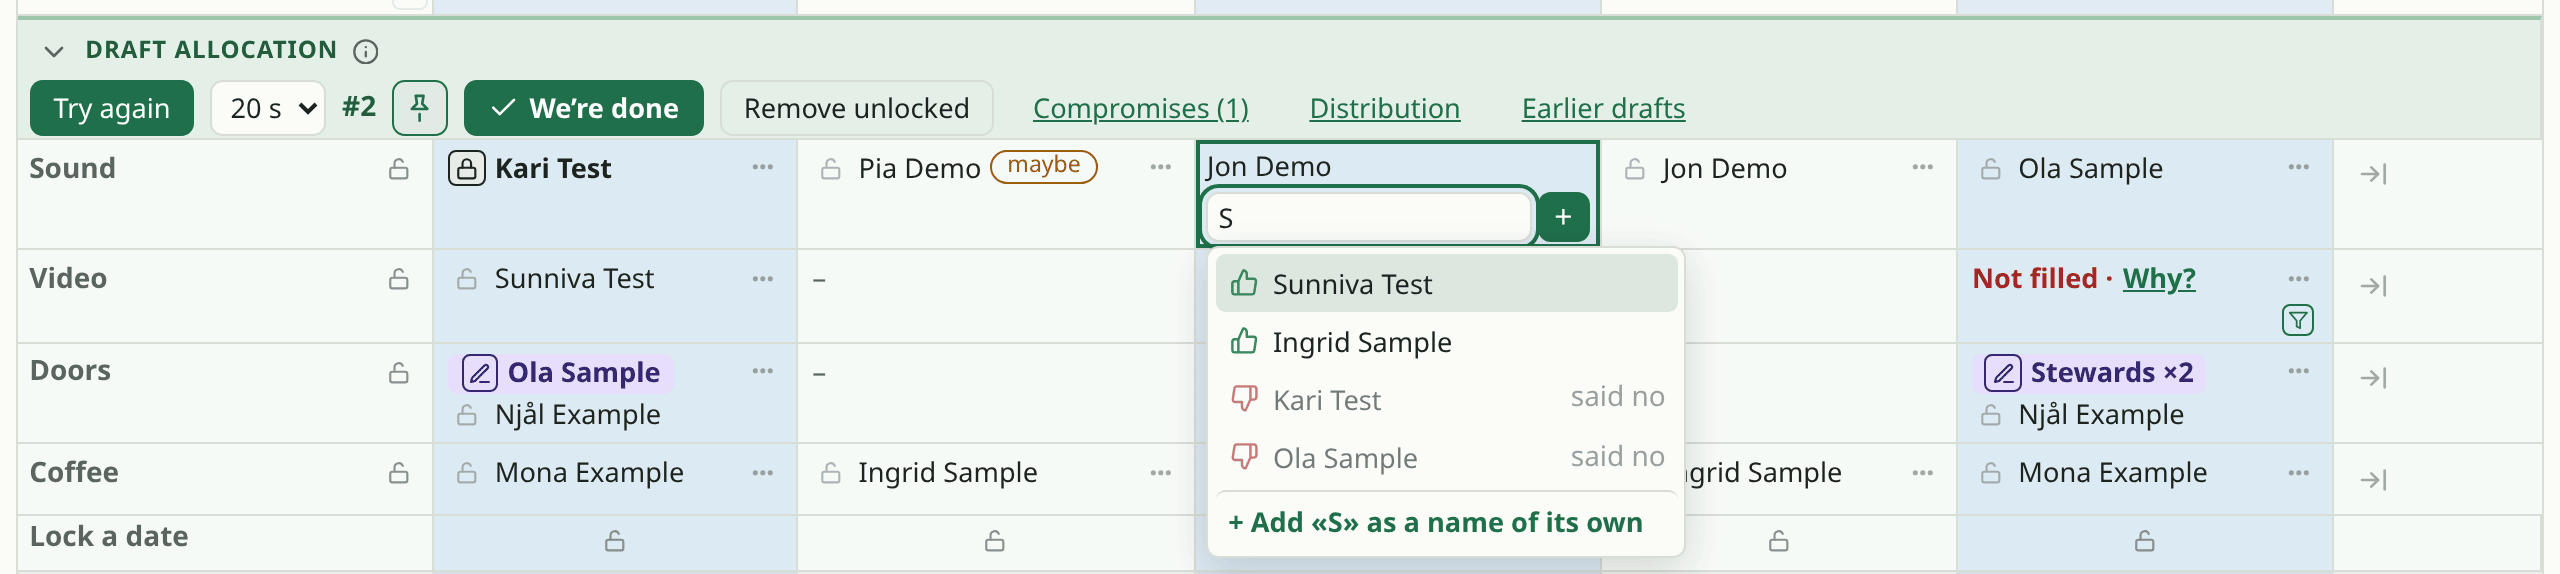 DRAFT ALLOCATION
Try again 20 s #2 We’re done Remove unlocked Compromises (1) Distribution Earlier drafts
Sound Kari Test Pia Demo maybe Jon Demo Jon Demo Ola Sample
S +
Video Sunniva Test – Not filled · Why?
Sunniva Test
Ingrid Sample
Doors Ola Sample – Stewards ×2
Njål Example Njål Example
Kari Test said no
Ola Sample said no
Coffee Mona Example Ingrid Sample grid Sample Mona Example
+ Add «S» as a name of its own
Lock a date